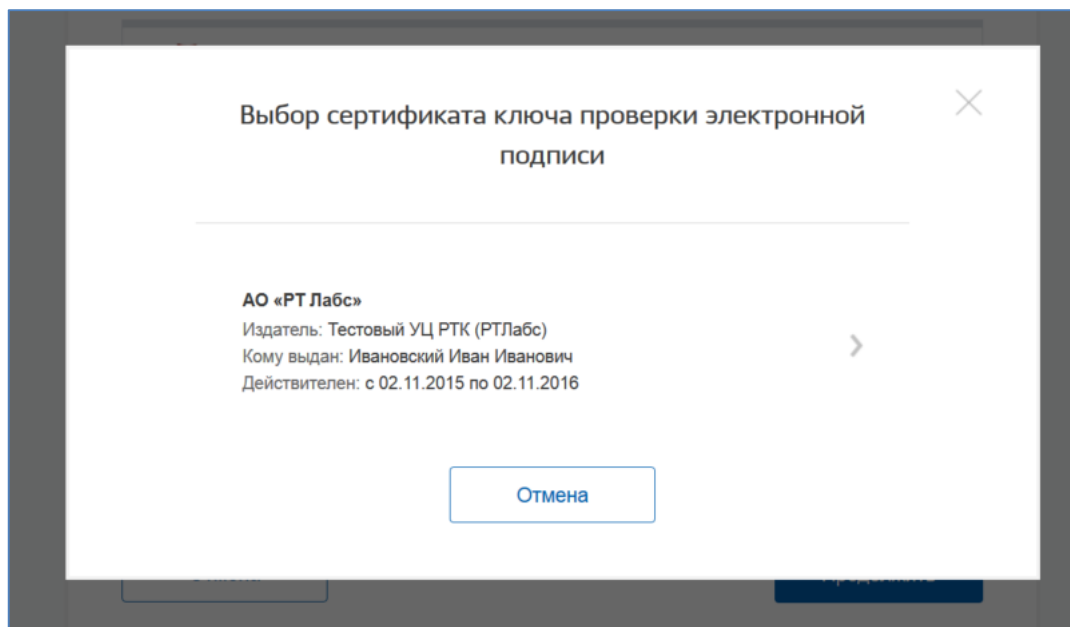 Выбор сертификата ключа проверки электронной
подписи
АО «РТ Лабс»
Издатель: Тестовый УЦ РТК (РТЛабс)
Кому выдан: Ивановский Иван Иванович
Действителен: с 02.11.2015 по 02.11.2016
Отмена